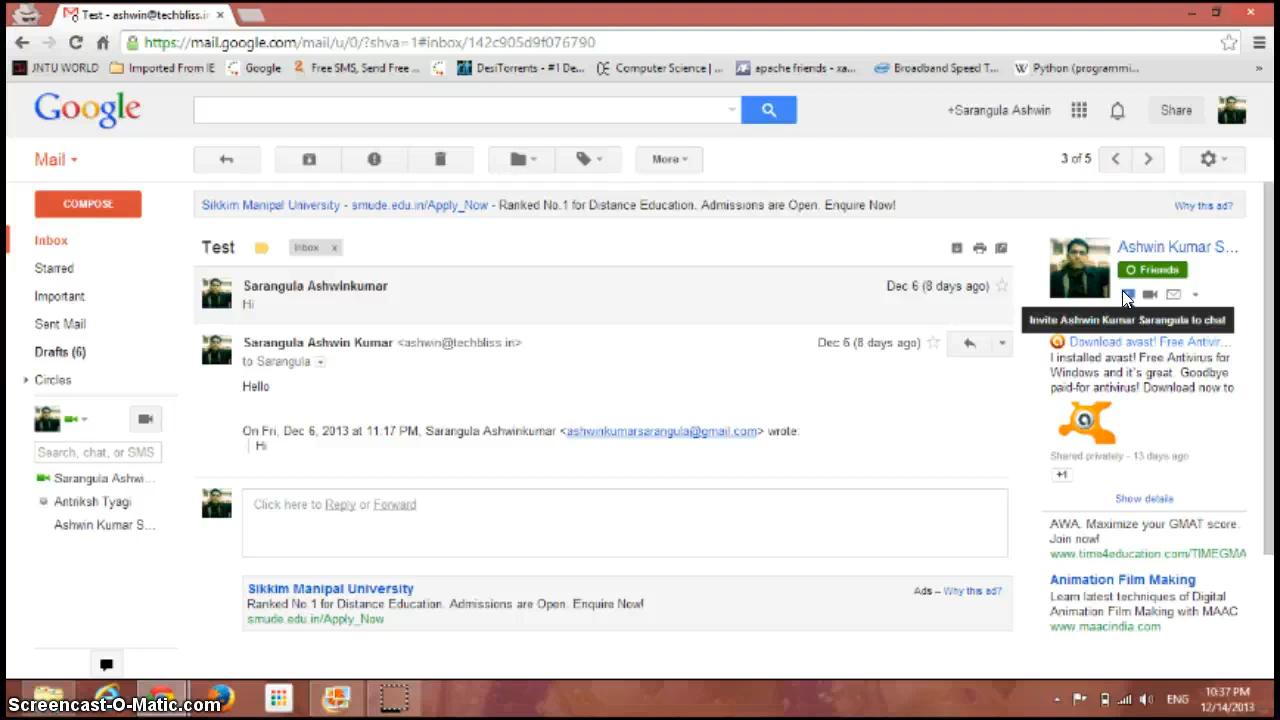 Test - ashwin@techbliss.in
https://mail.google.com/mail/u/0/?shva=1#inbox/142c905d9f076790
JNTU WORLD Imported From IE Google Free SMS, Send Free ... DesiTorrents - #1 De... Computer Science | ... apache friends - xa... Broadband Speed T... Python (programmi... »
Google +Sarangula Ashwin Share
Mail More 3 of 5
COMPOSE
Sikkim Manipal University - smude.edu.in/Apply_Now - Ranked No.1 for Distance Education. Admissions are Open. Enquire Now! Why this ad?
Inbox
Starred
Important
Sent Mail
Drafts (6)
Circles
Search, chat, or SMS
Sarangula Ashwi...
Antriksh Tyagi
Ashwin Kumar S...
Test Inbox x
Sarangula Ashwinkumar Dec 6 (8 days ago)
Hi
Sarangula Ashwin Kumar <ashwin@techbliss.in> Dec 6 (8 days ago)
to Sarangula
Hello
On Fri, Dec 6, 2013 at 11:17 PM, Sarangula Ashwinkumar <ashwinkumarsarangula@gmail.com> wrote:
Hi
Click here to Reply or Forward
Sikkim Manipal University Ads – Why this ad?
Ranked No.1 for Distance Education. Admissions are Open. Enquire Now!
smude.edu.in/Apply_Now
Ashwin Kumar S...
Friends
Invite Ashwin Kumar Sarangula to chat
Download avast! Free Antivir...
I installed avast! Free Antivirus for
Windows and it's great. Goodbye
paid-for antivirus! Download now to
a
Shared privately - 13 days ago
+1
Show details
AWA. Maximize your GMAT score.
Join now!
www.time4education.com/TIMEGMA
Animation Film Making
Learn latest techniques of Digital
Animation Film Making with MAAC
www.maacindia.com
Screencast-O-Matic.com
ENG 10:37 PM
12/14/2013